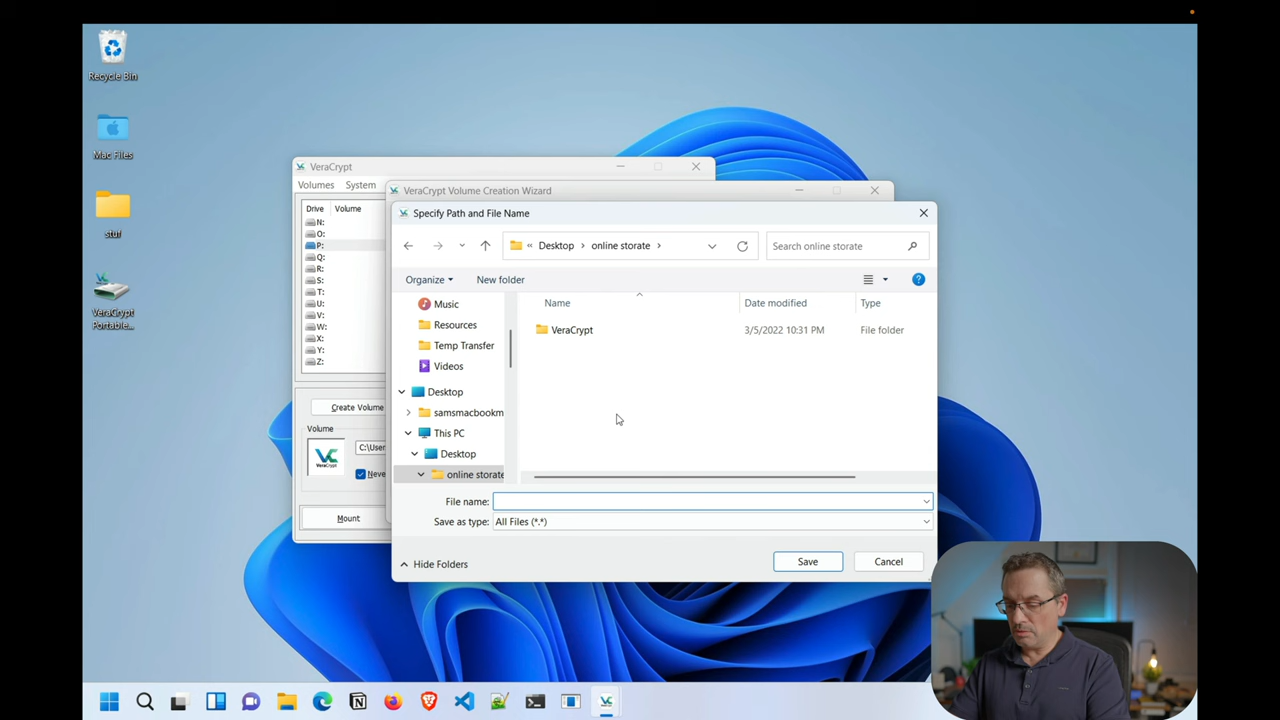 Recycle Bin
Mac Files
stuf
VeraCrypt
Portable...
VeraCrypt
Volumes System
Drive Volume
N:
O:
P:
Q:
R:
S:
T:
U:
V:
W:
X:
Y:
Z:
Create Volume
Volume
VeraCrypt
C:\User
Neve
Mount
VeraCrypt Volume Creation Wizard
Specify Path and File Name
« Desktop > online storate >
Search online storate
Organize New folder
Name Date modified Type
VeraCrypt 3/5/2022 10:31 PM File folder
Music
Resources
Temp Transfer
Videos
Desktop
samsmacbookm
This PC
Desktop
online storate
File name:
Save as type: All Files (*.*)
Hide Folders
Save Cancel